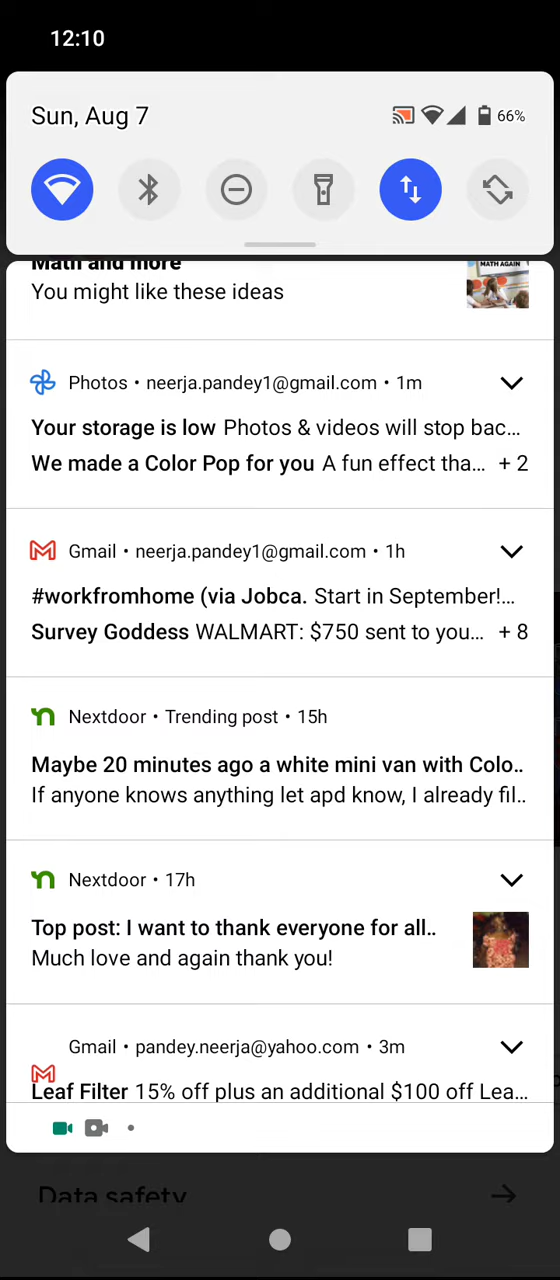 12:10
Sun, Aug 7
66%
Math and more
You might like these ideas
MATH AGAIN
Photos • neerja.pandey1@gmail.com • 1m
Your storage is low Photos & videos will stop bac...
We made a Color Pop for you A fun effect tha... + 2
Gmail • neerja.pandey1@gmail.com • 1h
#workfromhome (via Jobca. Start in September!...
Survey Goddess WALMART: $750 sent to you... + 8
Nextdoor • Trending post • 15h
Maybe 20 minutes ago a white mini van with Colo..
If anyone knows anything let apd know, I already fil..
Nextdoor • 17h
Top post: I want to thank everyone for all..
Much love and again thank you!
Gmail • pandey.neerja@yahoo.com • 3m
Leaf Filter 15% off plus an additional $100 off Lea...
Data safety